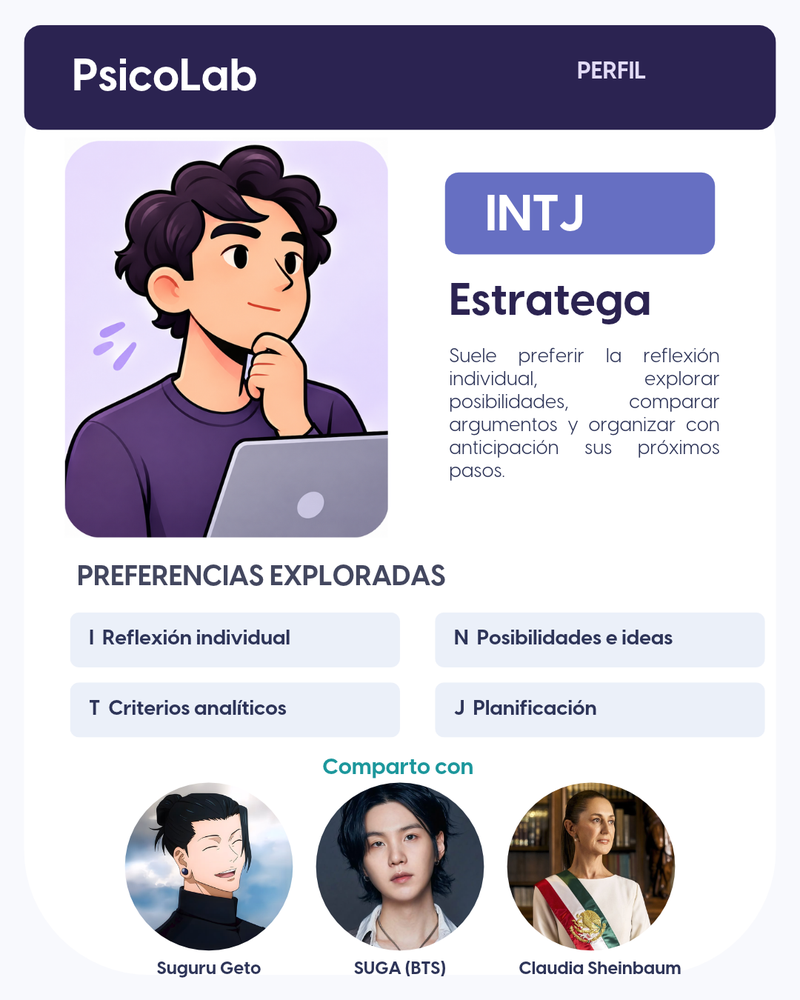 PsicoLab
PERFIL
INTJ
Estratega
Suele preferir la reflexión
individual, explorar
posibilidades, comparar
argumentos y organizar con
anticipación sus próximos
pasos.
PREFERENCIAS EXPLORADAS
I Reflexión individual
N Posibilidades e ideas
T Criterios analíticos
J Planificación
Comparto con
Suguru Geto
SUGA (BTS)
Claudia Sheinbaum